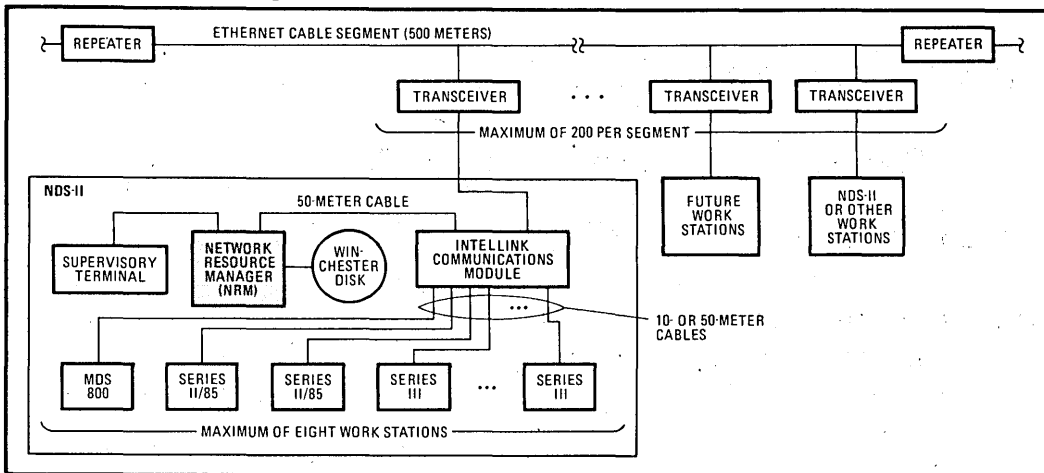 REPEATER
ETHERNET CABLE SEGMENT (500 METERS)
REPEATER
TRANSCEIVER
...
TRANSCEIVER
TRANSCEIVER
MAXIMUM OF 200 PER SEGMENT
NDS-II
50-METER CABLE
SUPERVISORY
TERMINAL
NETWORK
RESOURCE
MANAGER
(NRM)
WIN-
CHESTER
DISK
INTELLINK
COMMUNICATIONS
MODULE
FUTURE
WORK
STATIONS
NDS-II
OR OTHER
WORK
STATIONS
...
10- OR 50-METER
CABLES
MDS
800
SERIES
II/85
SERIES
II/85
SERIES
III
...
SERIES
III
MAXIMUM OF EIGHT WORK STATIONS